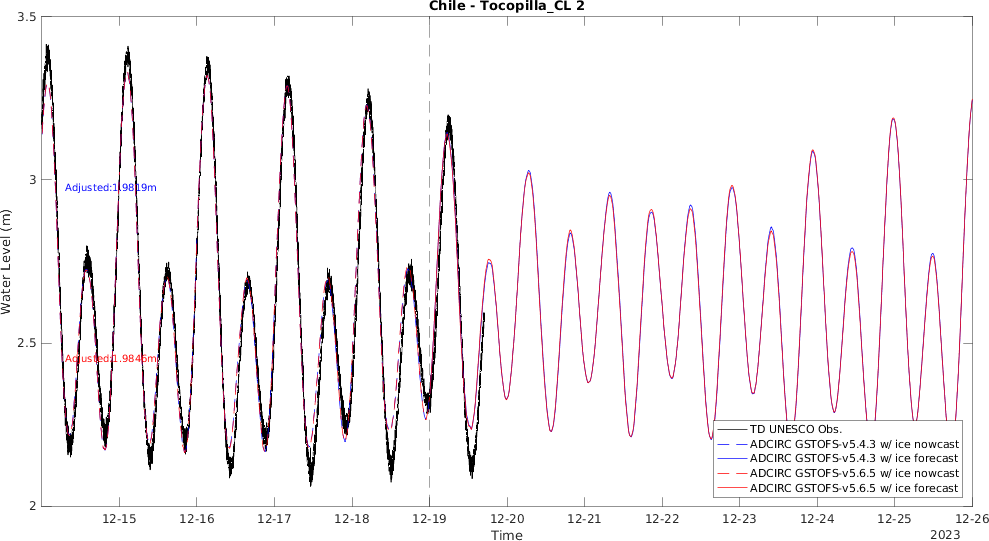 Chile - Tocopilla_CL 2
3.5
3
2.5
2
Water Level (m)
Adjusted:1.9819m
Adjusted:1.9846m
TD UNESCO Obs.
ADCIRC GSTOFS-v5.4.3 w/ ice nowcast
ADCIRC GSTOFS-v5.4.3 w/ ice forecast
ADCIRC GSTOFS-v5.6.5 w/ ice nowcast
ADCIRC GSTOFS-v5.6.5 w/ ice forecast
12-15 12-16 12-17 12-18 12-19 12-20 12-21 12-22 12-23 12-24 12-25 12-26
Time
2023